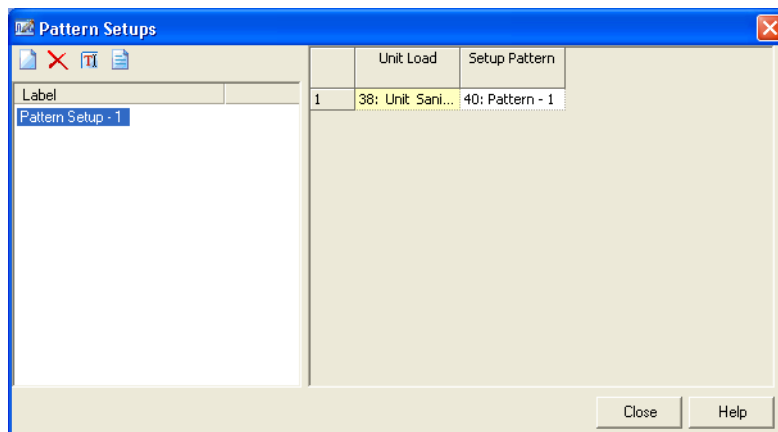 Pattern Setups
Unit Load Setup Pattern
Label
1 38: Unit Sani... 40: Pattern - 1
Pattern Setup - 1
Close Help